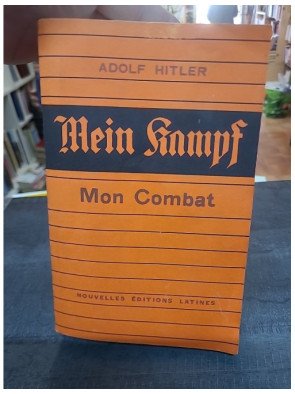 ADOLF HITLER
Mein Kampf
Mon Combat
NOUVELLES ÉDITIONS LATINES